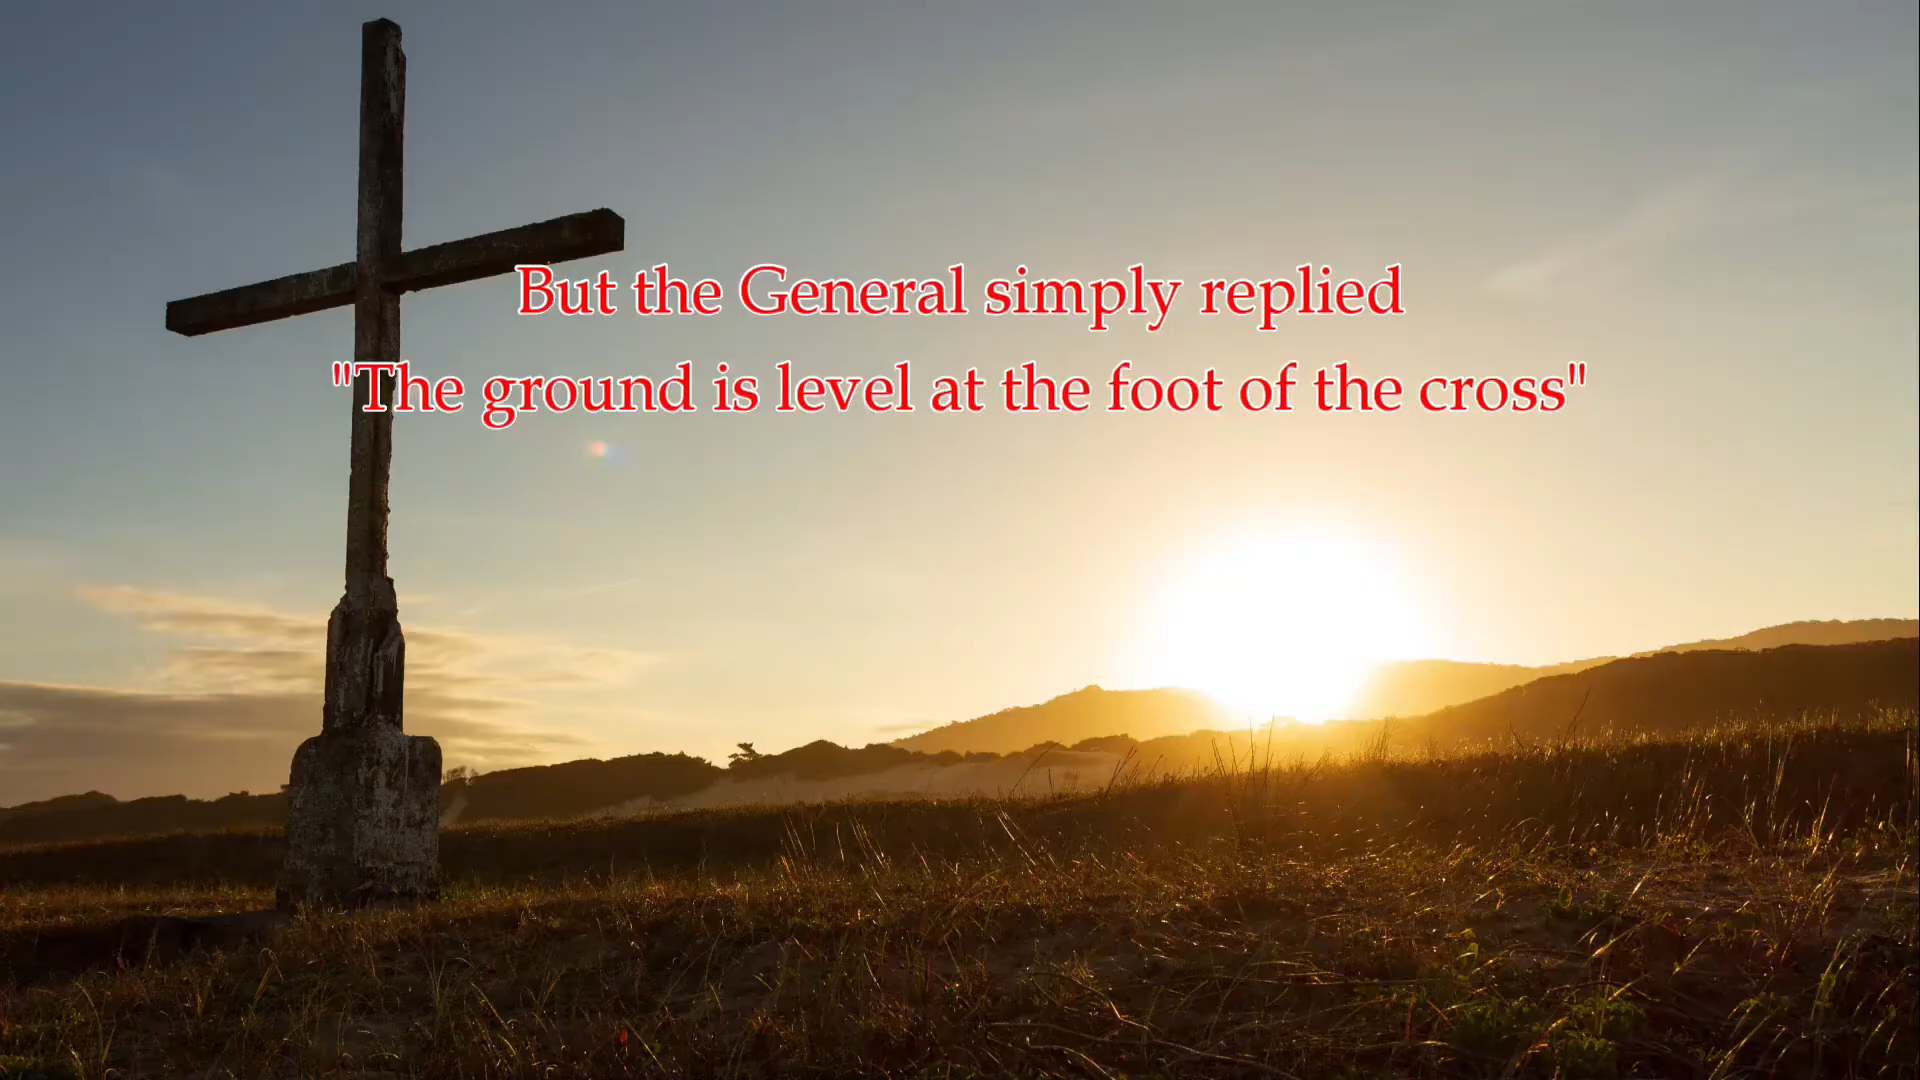 But the General simply replied
"The ground is level at the foot of the cross"